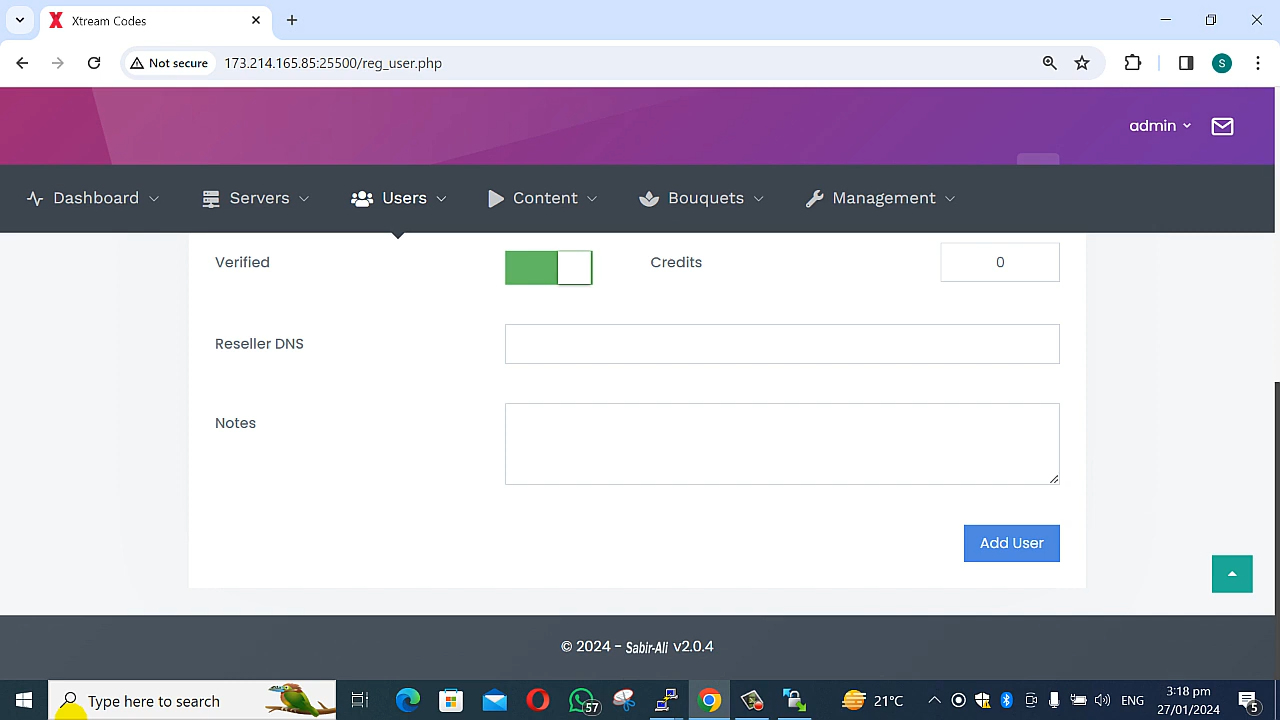 Xtream Codes
Not secure
173.214.165.85:25500/reg_user.php
S
admin
Dashboard
Servers
Users
Content
Bouquets
Management
Verified
Credits
0
Reseller DNS
Notes
Add User
© 2024 - Sabir-Ali v2.0.4
Type here to search
57
21°C
ENG
3:18 pm
27/01/2024
5